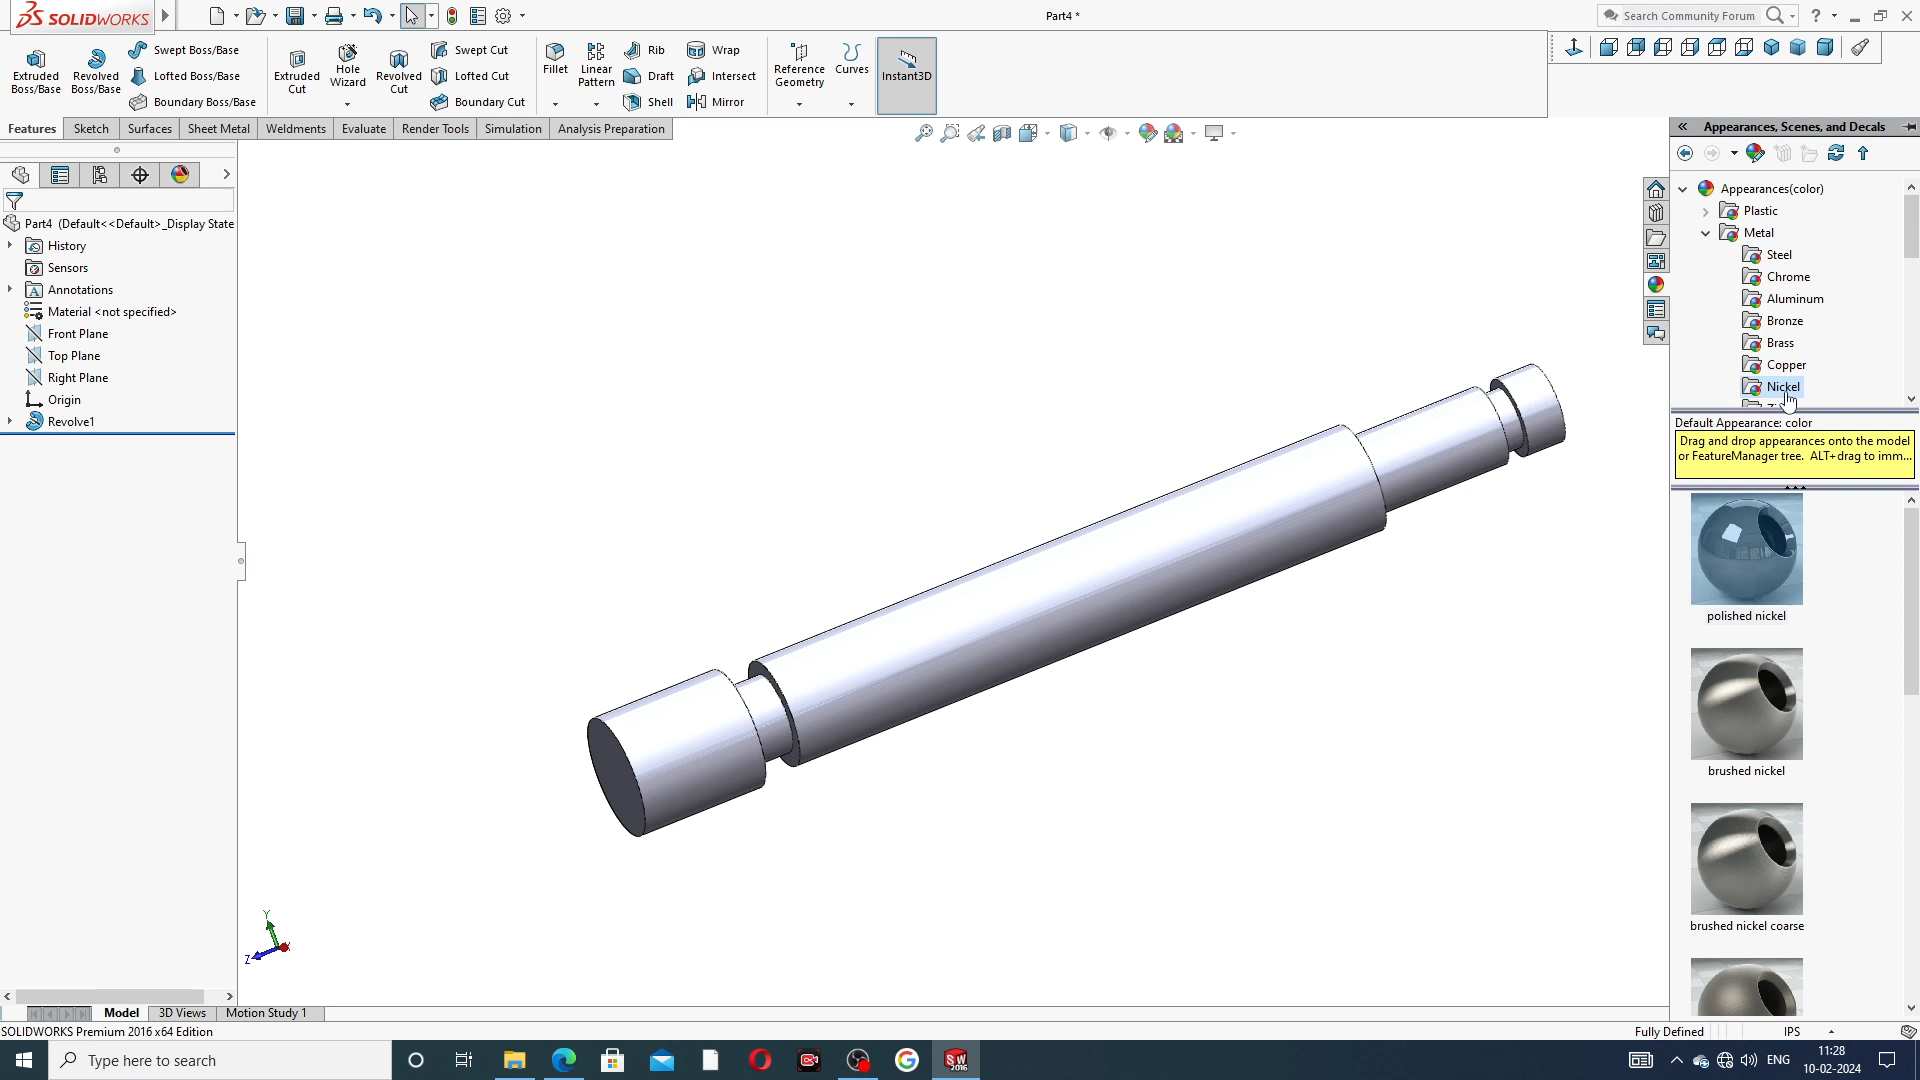 SOLIDWORKS
Part4 *
Search Community Forum
Extruded Boss/Base
Revolved Boss/Base
Swept Boss/Base
Lofted Boss/Base
Boundary Boss/Base
Extruded Cut
Hole Wizard
Revolved Cut
Swept Cut
Lofted Cut
Boundary Cut
Fillet
Linear Pattern
Rib
Draft
Shell
Wrap
Intersect
Mirror
Reference Geometry
Curves
Instant3D
Features
Sketch
Surfaces
Sheet Metal
Weldments
Evaluate
Render Tools
Simulation
Analysis Preparation
Part4 (Default<<Default>_Display State
History
Sensors
Annotations
Material <not specified>
Front Plane
Top Plane
Right Plane
Origin
Revolve1
Y
Z
X
Appearances, Scenes, and Decals
Appearances(color)
Plastic
Metal
Steel
Chrome
Aluminum
Bronze
Brass
Copper
Nickel
Default Appearance: color
Drag and drop appearances onto the model
or FeatureManager tree. ALT+drag to imm...
polished nickel
brushed nickel
brushed nickel coarse
Model
3D Views
Motion Study 1
SOLIDWORKS Premium 2016 x64 Edition
Fully Defined
IPS
Type here to search
SW
2016
ENG
11:28
10-02-2024